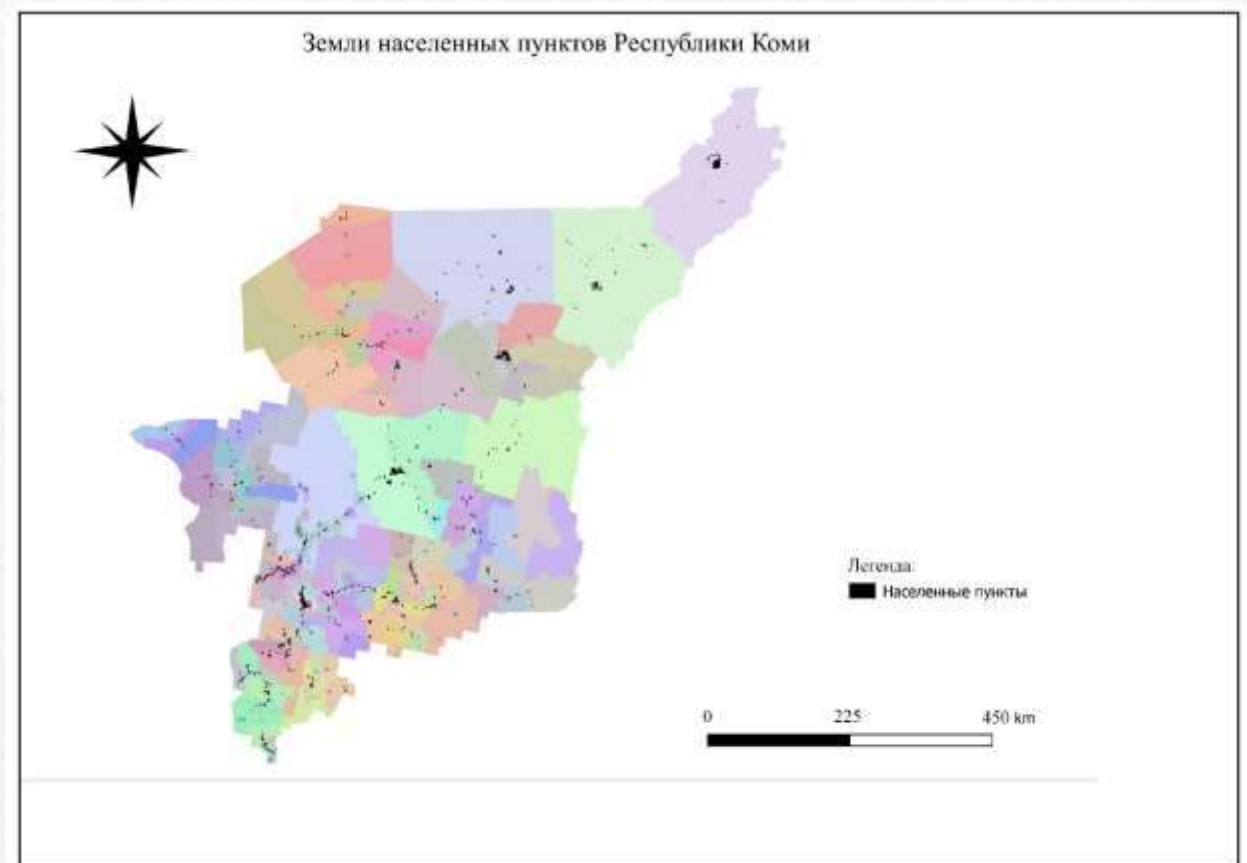 Земли населенных пунктов Республики Коми
Легенда:
Населенные пункты
0 225 450 km